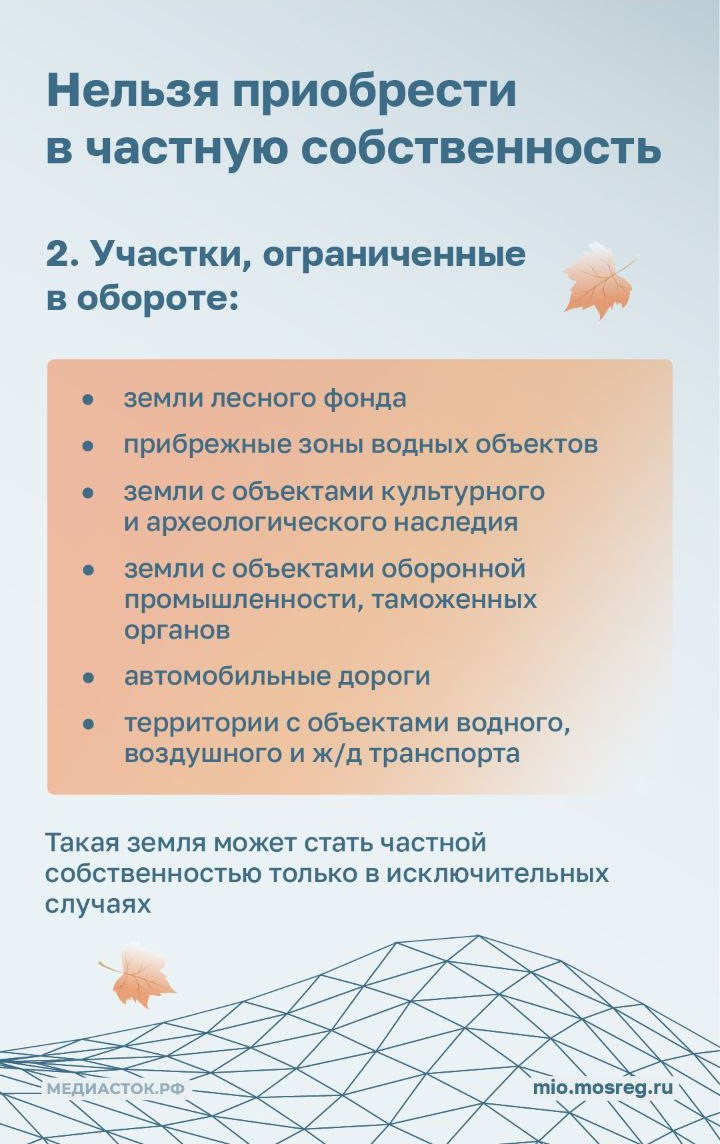 Нельзя приобрести
в частную собственность
2. Участки, ограниченные
в обороте:
● земли лесного фонда
● прибрежные зоны водных объектов
● земли с объектами культурного
и археологического наследия
● земли с объектами оборонной
промышленности, таможенных
органов
● автомобильные дороги
● территории с объектами водного,
воздушного и ж/д транспорта
Такая земля может стать частной
собственностью только в исключительных
случаях
МЕДИАСТОК.РФ
mio.mosreg.ru